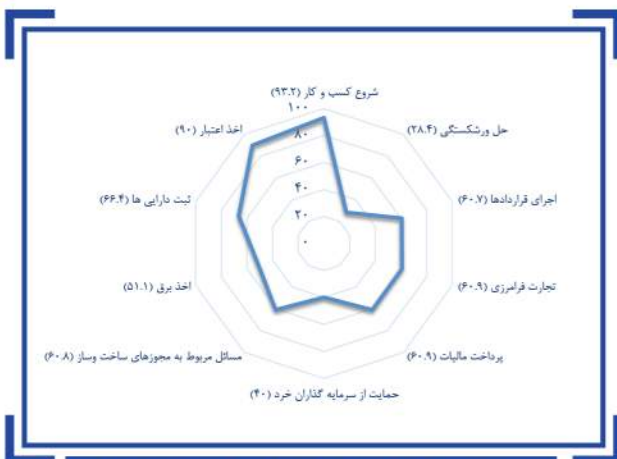 شروع کسب و کار (۹۳.۲)
حل ورشکستگی (۲۸.۴)
اجرای قراردادها (۶۰.۷)
تجارت فرامرزی (۶۰.۹)
پرداخت مالیات (۶۰.۹)
حمایت از سرمایه گذاران خرد (۴۰)
مسائل مربوط به مجوزهای ساخت وساز (۶۰.۸)
اخذ برق (۵۱.۱)
ثبت دارایی ها (۶۶.۴)
اخذ اعتبار (۹۰)
۱۰۰
۸۰
۶۰
۴۰
۲۰
۰